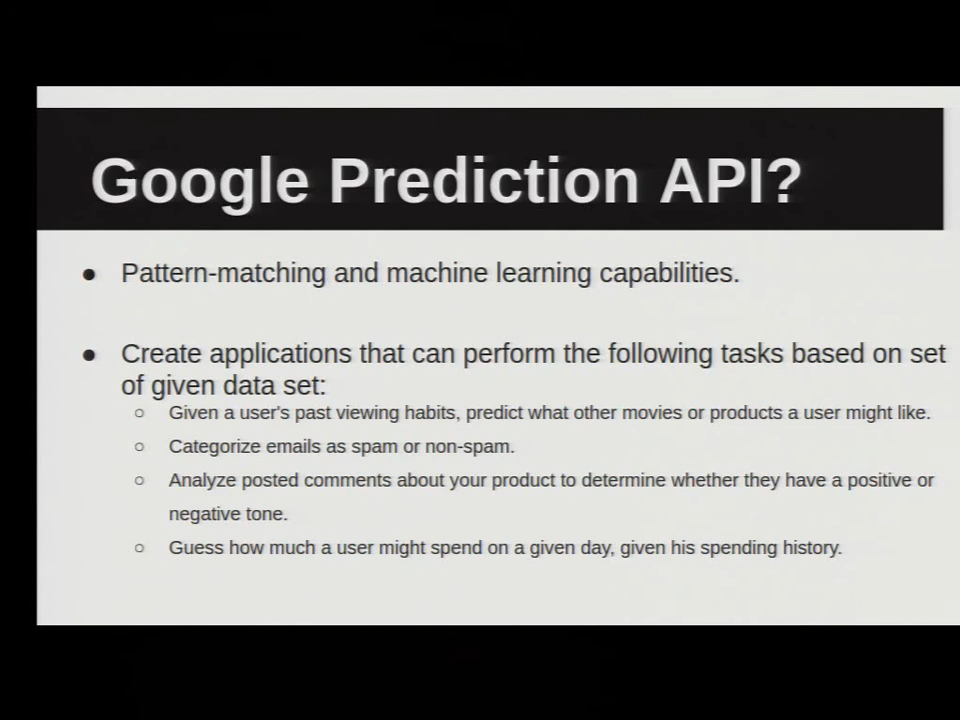 Google Prediction API?
● Pattern-matching and machine learning capabilities.
● Create applications that can perform the following tasks based on set
of given data set:
○ Given a user's past viewing habits, predict what other movies or products a user might like.
○ Categorize emails as spam or non-spam.
○ Analyze posted comments about your product to determine whether they have a positive or
negative tone.
○ Guess how much a user might spend on a given day, given his spending history.